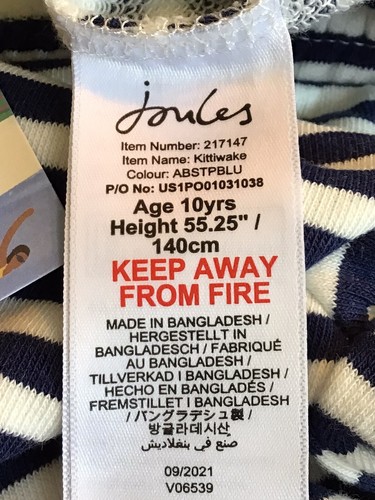 Joules
Item Number: 217147
Item Name: Kittiwake
Colour: ABSTPBLU
P/O No: US1PO01031038
Age 10yrs
Height 55.25" /
140cm
KEEP AWAY
FROM FIRE
MADE IN BANGLADESH /
HERGESTELLT IN
BANGLADESCH / FABRIQUÉ
AU BANGLADESH /
TILLVERKAD I BANGLADESH /
HECHO EN BANGLADÉS /
FREMSTILLET I BANGLADESH
/ バングラデシュ製 /
방글라데시산
صنع في بنغلاديش
09/2021
V06539